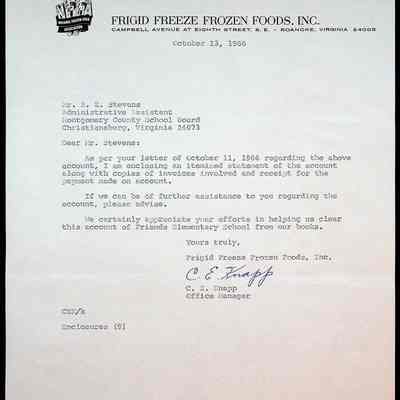 FRIGID FREEZE FROZEN FOODS, INC.
CAMPBELL AVENUE AT EIGHTH STREET, S. E. - ROANOKE, VIRGINIA 24008
October 13, 1966
Mr. Stevens
Administrative Assistant
Montgomery County School Board
Christiansburg, Virginia 24073
Dear Mr. Stevens:
As per your letter of October 11, 1966 regarding the above
account, I am enclosing an itemized statement of the account
along with copies of invoices involved and receipt for the
payment made on account.
If we can be of further assistance to you regarding the
account, please advise.
We certainly appreciate your efforts in helping us clear
this account of Friends Elementary School from our books.
Yours truly,
Frigid Freeze Frozen Foods, Inc.
C. E. Knapp
C. E. Knapp
Office Manager
CEK/k
Enclosures (8)